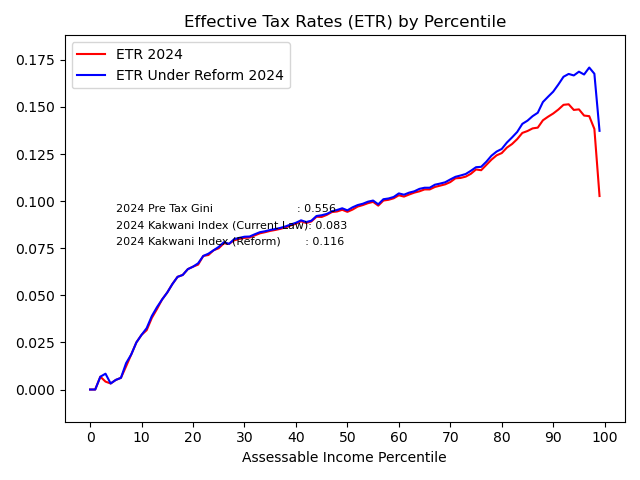 Effective Tax Rates (ETR) by Percentile
ETR 2024
ETR Under Reform 2024
0.175
0.150
0.125
0.100
0.075
0.050
0.025
0.000
2024 Pre Tax Gini : 0.556
2024 Kakwani Index (Current Law): 0.083
2024 Kakwani Index (Reform) : 0.116
0 10 20 30 40 50 60 70 80 90 100
Assessable Income Percentile